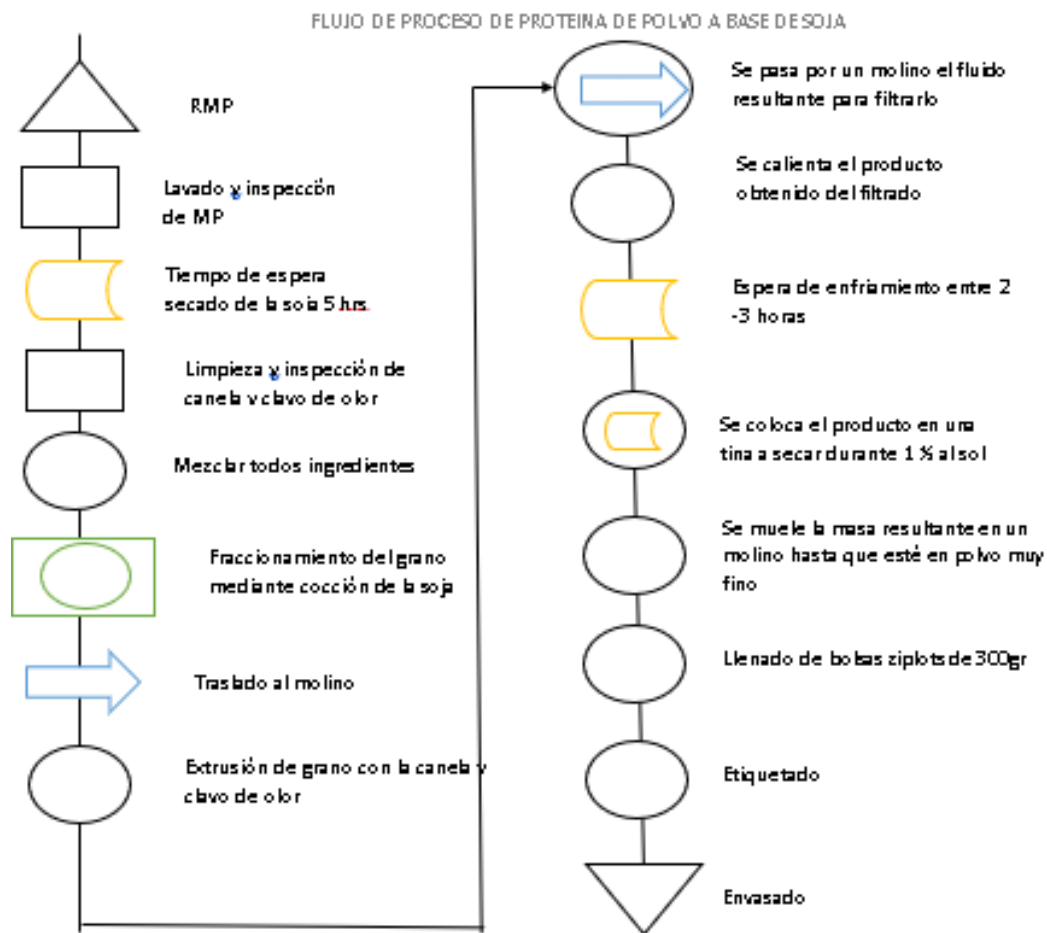 FLUJO DE PROCESO DE PROTEINA DE POLVO A BASE DE SOJA
RMP
Lavado y inspeccón
de MP
Tiempo de espera
secado de la soia 5 hrs.
Limpieza y inspección de
canela y clavo de olor
Mezclar todos ingredientes
Fraccionamiento del grano
mediante cocción de la soja
Traslado al molino
Extrusión de grano con la canela y
clavo de olor
Se pasa por un molino el fluido
resultante para filtrarlo
Se calienta el producto
obtenido del filtrado
Espera de enfriamiento entre 2
-3 horas
Se coloca el producto en una
tina a secar durante 1 ½ al sol
Se muele la masa resultante en un
molino hasta que esté en polvo muy
fino
Llenado de bolsas ziplots de 300gr
Etiquetado
Envasado